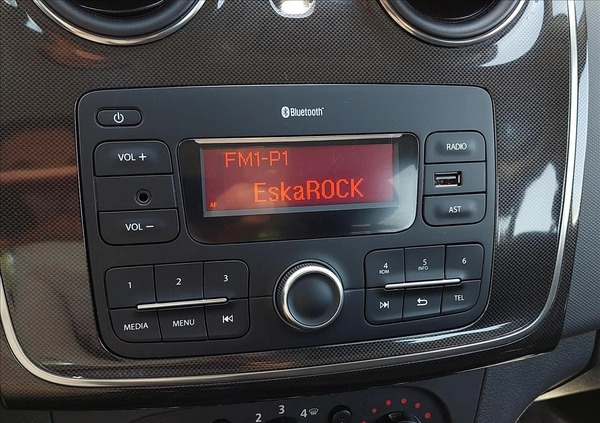 Bluetooth
VOL +
FM1-P1
RADIO
EskaROCK
AF
VOL −
AST
1
2
3
4
RDM
5
INFO
6
MEDIA
MENU
TEL
2 3 4